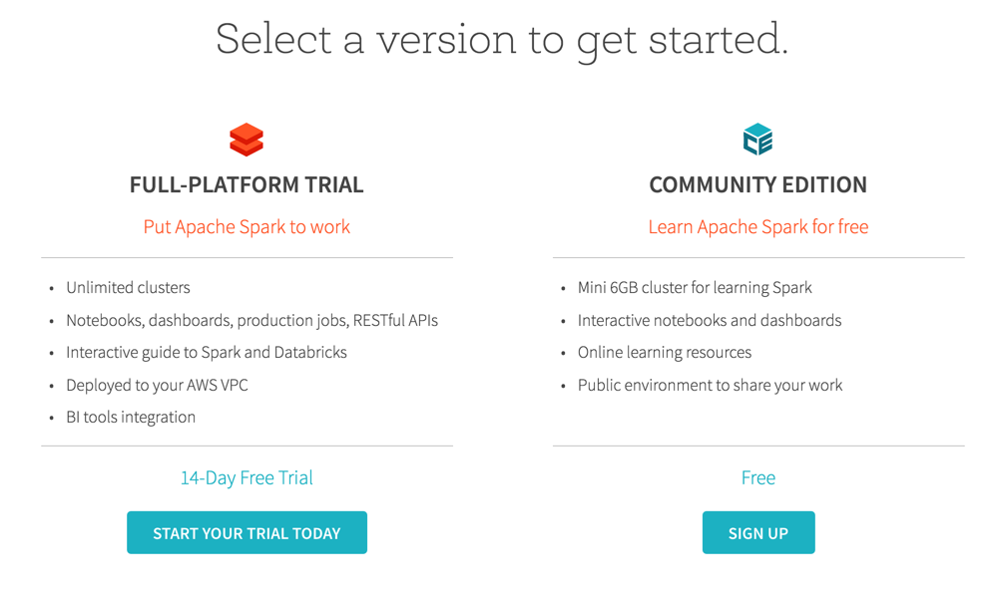 Select a version to get started.
FULL-PLATFORM TRIAL
Put Apache Spark to work
• Unlimited clusters
• Notebooks, dashboards, production jobs, RESTful APIs
• Interactive guide to Spark and Databricks
• Deployed to your AWS VPC
• BI tools integration
14-Day Free Trial
START YOUR TRIAL TODAY
CE
COMMUNITY EDITION
Learn Apache Spark for free
• Mini 6GB cluster for learning Spark
• Interactive notebooks and dashboards
• Online learning resources
• Public environment to share your work
Free
SIGN UP